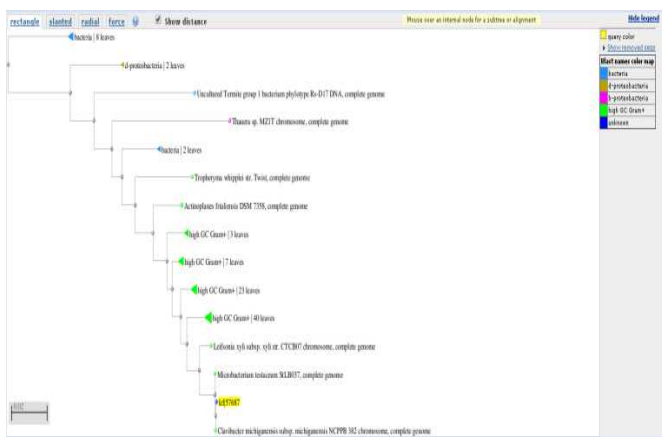 rectangle slanted radial force Show distance Mouse over an internal node for a subtree or alignment Hide legend
bacteria | 8 leaves
query color
Show removed seqs
Blast names color map
d-proteobacteria | 2 leaves
bacteria
d-proteobacteria
b-proteobacteria
high GC Gram+
unknown
Uncultured Termite group 1 bacterium phylotype Rs-D17 DNA, complete genome
Thauera sp. MZ1T chromosome, complete genome
bacteria | 2 leaves
Tropheryma whipplei str. Twist, complete genome
Actinoplanes friuliensis DSM 7358, complete genome
high GC Gram+ | 3 leaves
high GC Gram+ | 7 leaves
high GC Gram+ | 23 leaves
high GC Gram+ | 40 leaves
Leifsonia xyli subsp. xyli str. CTCB07 chromosome, complete genome
Microbacterium testaceum StLB037, complete genome
lcl|57687
Clavibacter michiganensis subsp. michiganensis NCPPB 382 chromosome, complete genome